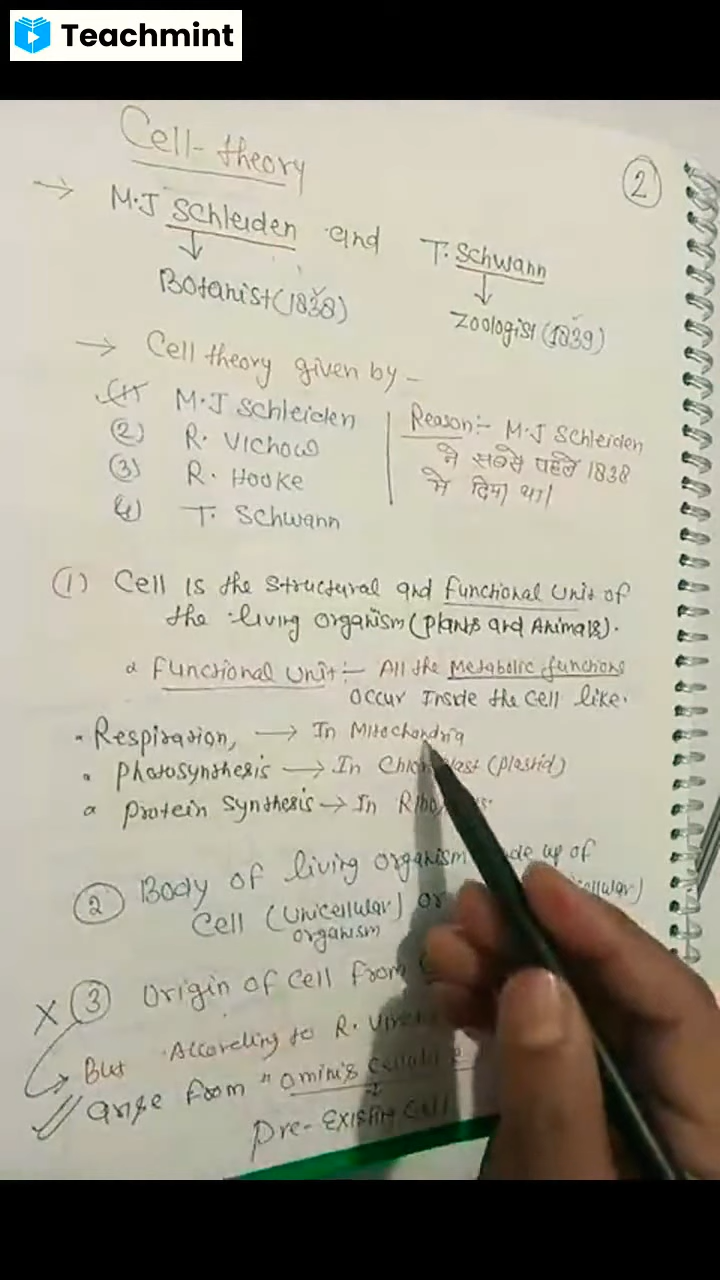 Teachmint
Cell-theory
2
→ M.J Schleiden and T. Schwann
Botanist (1838)
Zoologist (1839)
→ Cell theory given by -
(1) M.J Schleiden
(2) R. Vichow
(3) R. Hooke
(4) T. Schwann
Reason:- M.J Schleiden
ने सबसे पहले 1838
में दिया था।
(1) Cell is the structural and functional unit of
the living organism (plants and Animals).
Functional unit:- All the Metabolic functions
occur inside the cell like.
• Respiration, → In Mitochondria
• Photosynthesis → In (Plastid)
• Protein synthesis → In
(2) Body of living organism up of
Cell (Unicellular) or
organism
X (3) Origin of cell from
But According to R.
arise from "Ominis
Pre- Cell